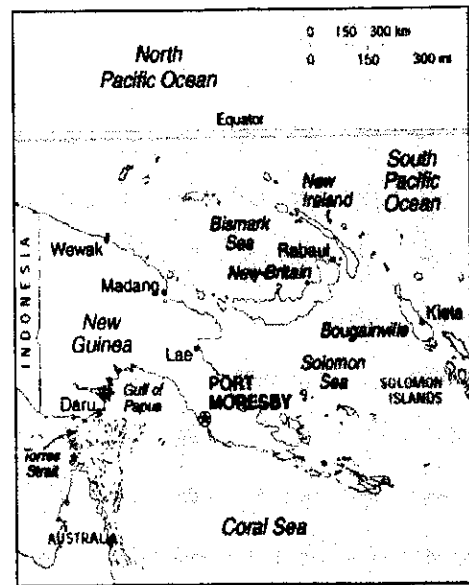 0 150 300 km
0 150 300 mi
North
Pacific Ocean
Equator
South
Pacific
Ocean
New
Ireland
Bismark
Sea
Wewak
Rabaul
New Britain
Madang
INDONESIA
Kieta
New
Guinea
Bougainville
Lae
Solomon
Sea
SOLOMON
ISLANDS
PORT
MORESBY
Daru
Gulf of
Papua
Torres
Strait
AUSTRALIA
Coral Sea